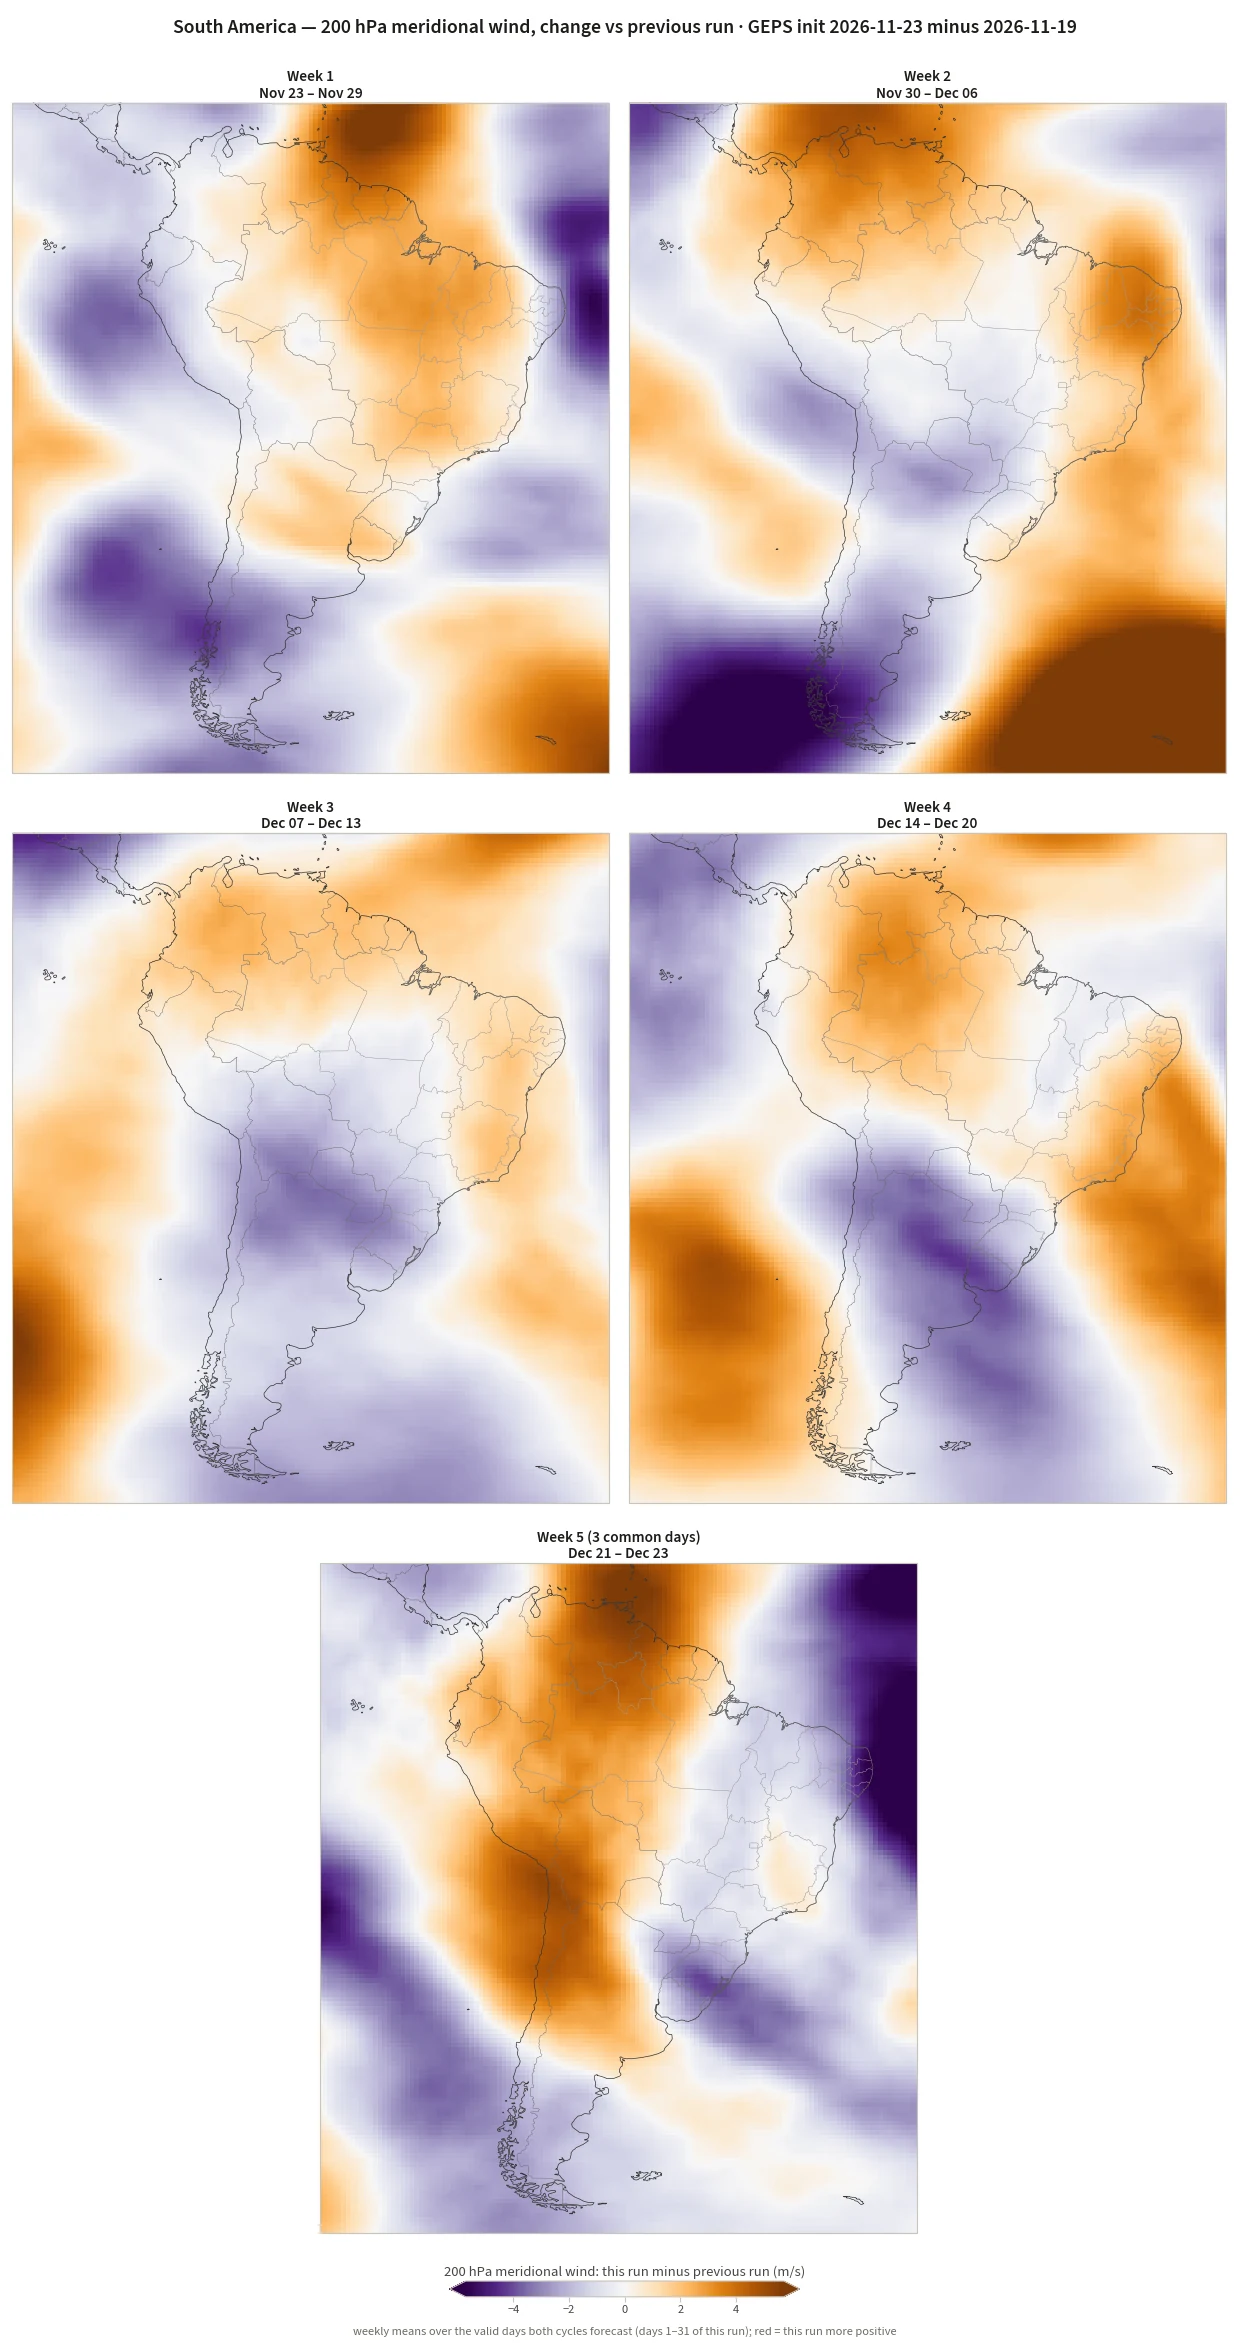 South America — 200 hPa meridional wind, change vs previous run · GEPS init 2026-11-23 minus 2026-11-19
Week 1
Nov 23 – Nov 29
Week 2
Nov 30 – Dec 06
Week 3
Dec 07 – Dec 13
Week 4
Dec 14 – Dec 20
Week 5 (3 common days)
Dec 21 – Dec 23
200 hPa meridional wind: this run minus previous run (m/s)
−4 −2 0 2 4
weekly means over the valid days both cycles forecast (days 1–31 of this run); red = this run more positive